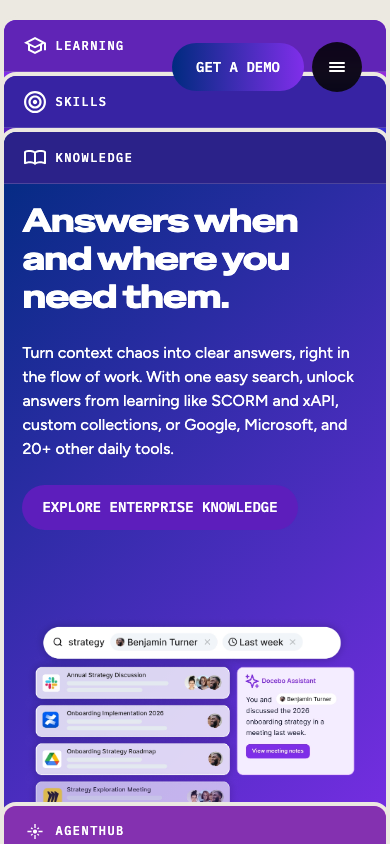 LEARNING
GET A DEMO
SKILLS
KNOWLEDGE
Answers when
and where you
need them.
Turn context chaos into clear answers, right in
the flow of work. With one easy search, unlock
answers from learning like SCORM and xAPI,
custom collections, or Google, Microsoft, and
20+ other daily tools.
EXPLORE ENTERPRISE KNOWLEDGE
strategy Benjamin Turner × Last week ×
Annual Strategy Discussion
Onboarding Implementation 2026
Onboarding Strategy Roadmap
Strategy Exploration Meeting
Docebo Assistant
You and Benjamin Turner
discussed the 2026
onboarding strategy in a
meeting last week.
View meeting notes
AGENTHUB